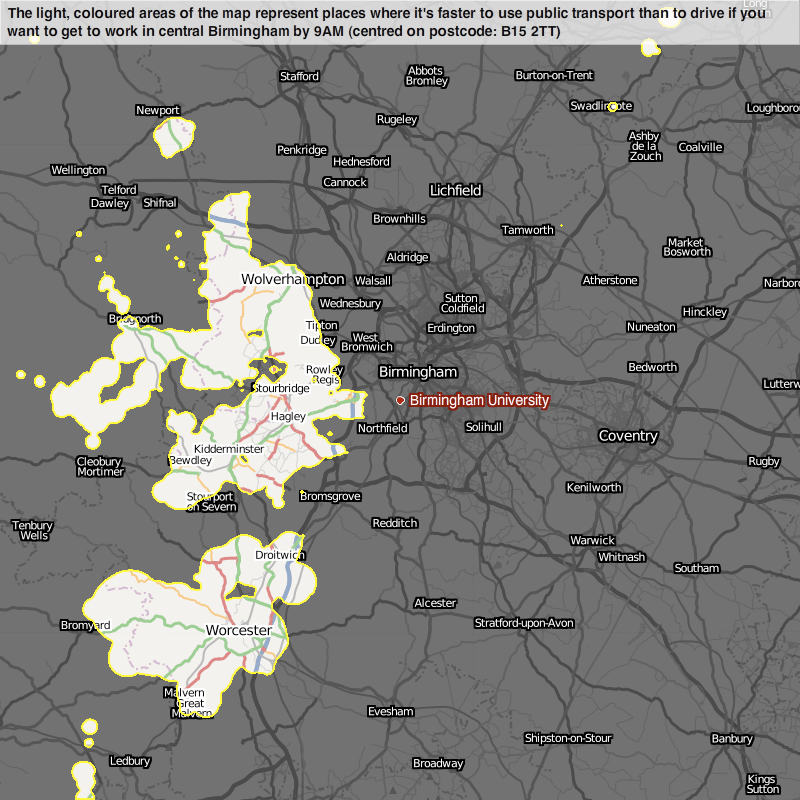 The light, coloured areas of the map represent places where it's faster to use public transport than to drive if you
want to get to work in central Birmingham by 9AM (centred on postcode: B15 2TT)
Long
Stafford
Abbots
Bromley
Burton-on-Trent
Newport
Swadlincote
Loughborou
Rugeley
Ashby
de la
Zouch
Coalville
Penkridge
Hednesford
Wellington
Cannock
Telford
Lichfield
Dawley
Shifnal
Brownhills
Tamworth
Market
Bosworth
Aldridge
Wolverhampton
Walsall
Atherstone
Narboro
Wednesbury
Sutton
Coldfield
Hinckley
Bridgnorth
Tipton
Erdington
Nuneaton
Dudley
West
Bromwich
Rowley
Regis
Birmingham
Bedworth
Stourbridge
Lutterw
Birmingham University
Hagley
Northfield
Solihull
Coventry
Kidderminster
Bewdley
Cleobury
Mortimer
Rugby
Stourport
on Severn
Bromsgrove
Kenilworth
Tenbury
Wells
Redditch
Warwick
Droitwich
Whitnash
Southam
Alcester
Bromyard
Worcester
Stratford-upon-Avon
Malvern
Great
Malvern
Evesham
Shipston-on-Stour
Banbury
Ledbury
Broadway
Kings
Sutton